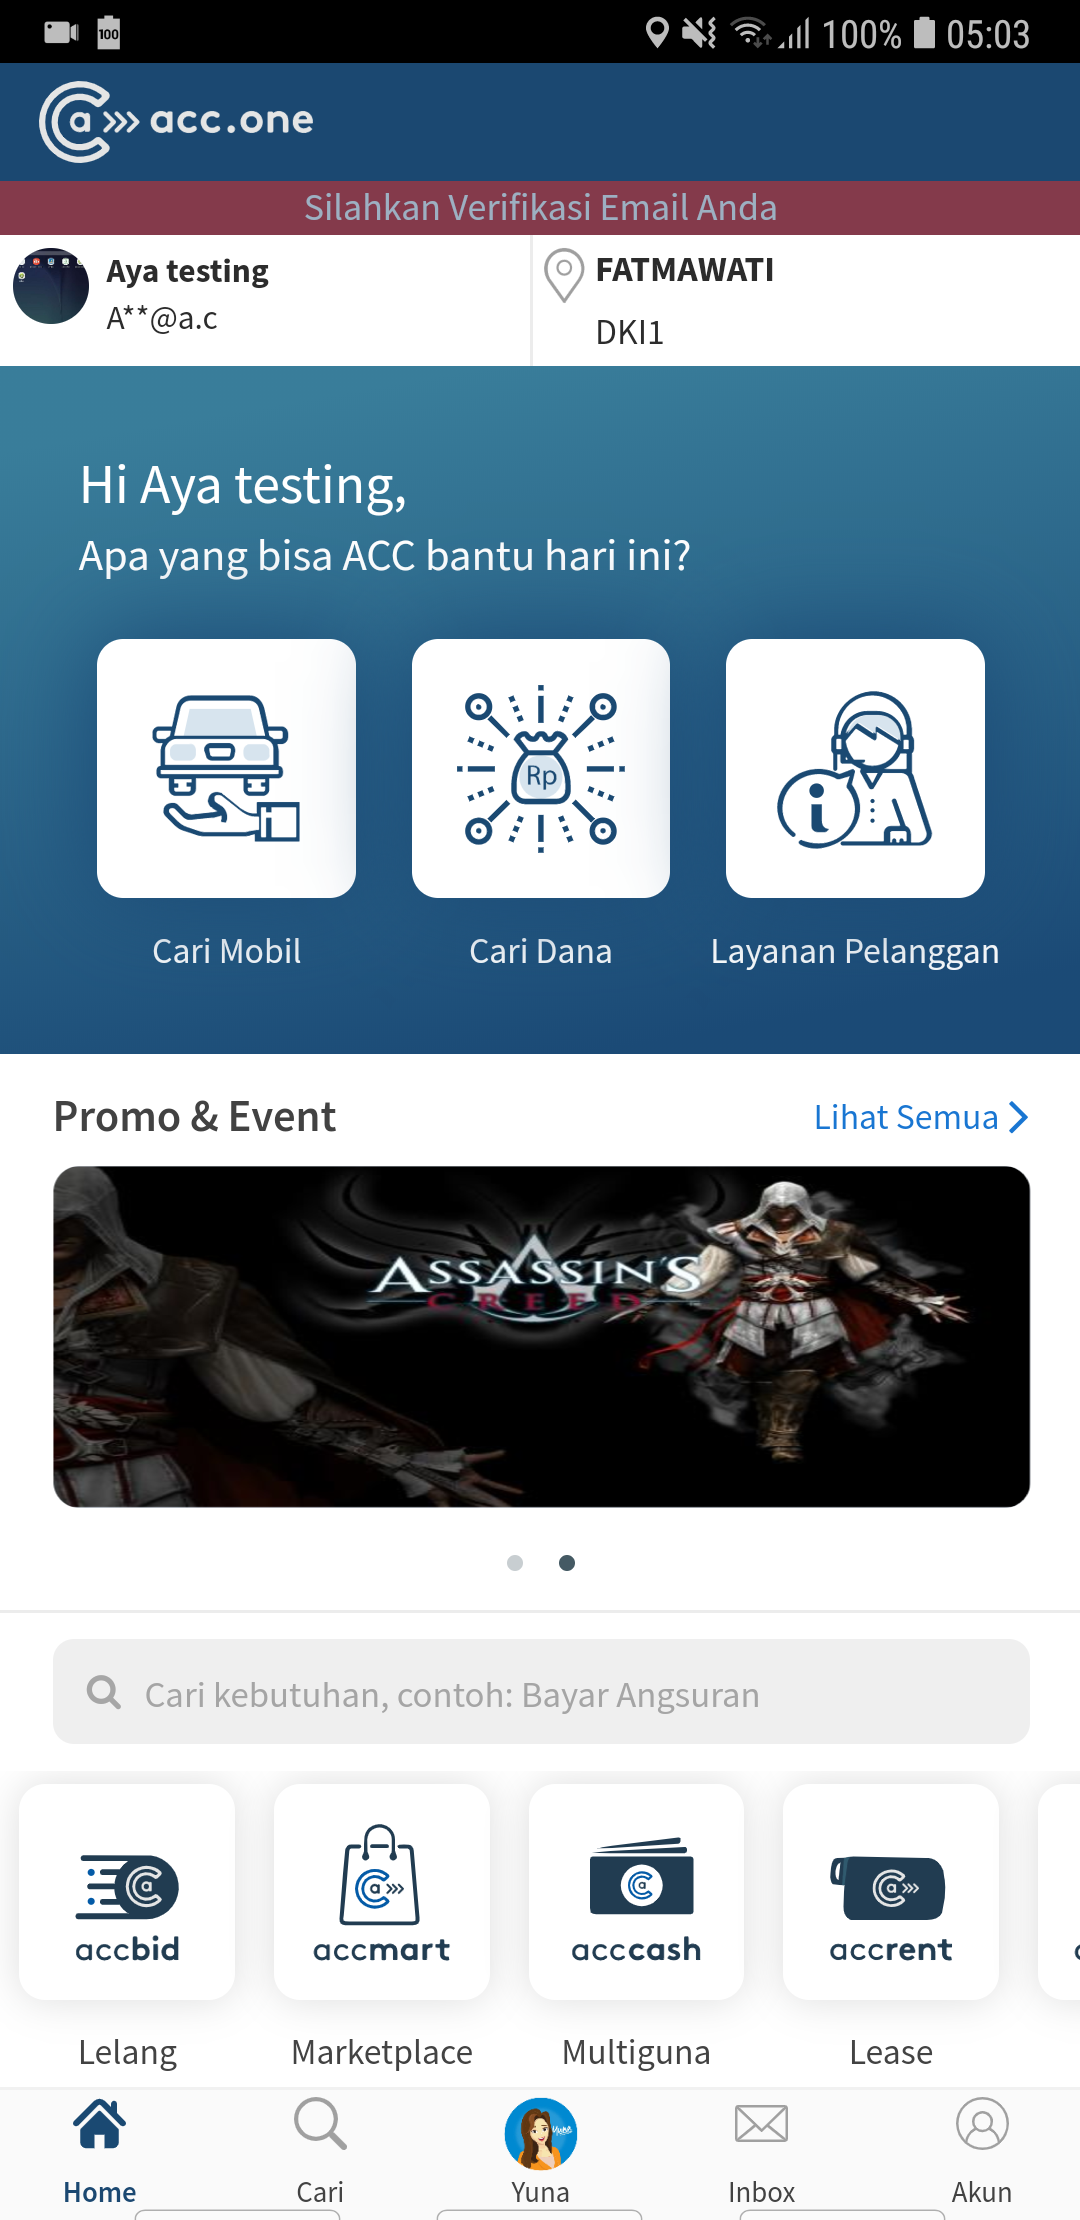 100 100% 05:03
a acc.one
Silahkan Verifikasi Email Anda
Aya testing
A**@a.c
FATMAWATI
DKI1
Hi Aya testing,
Apa yang bisa ACC bantu hari ini?
Rp
i
Cari Mobil
Cari Dana
Layanan Pelanggan
Promo & Event
Lihat Semua
ASSASSIN'S
CREED
Cari kebutuhan, contoh: Bayar Angsuran
a
a
a
a
accbid
accmart
acccash
accrent
Lelang
Marketplace
Multiguna
Lease
Yuna
Home
Cari
Yuna
Inbox
Akun